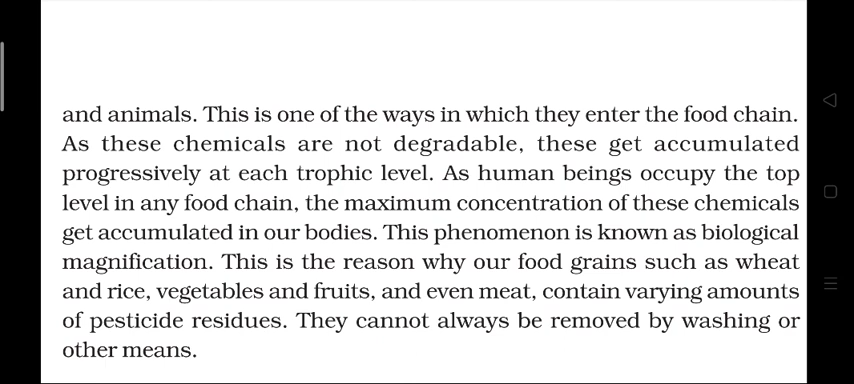 and animals. This is one of the ways in which they enter the food chain.
As these chemicals are not degradable, these get accumulated
progressively at each trophic level. As human beings occupy the top
level in any food chain, the maximum concentration of these chemicals
get accumulated in our bodies. This phenomenon is known as biological
magnification. This is the reason why our food grains such as wheat
and rice, vegetables and fruits, and even meat, contain varying amounts
of pesticide residues. They cannot always be removed by washing or
other means.